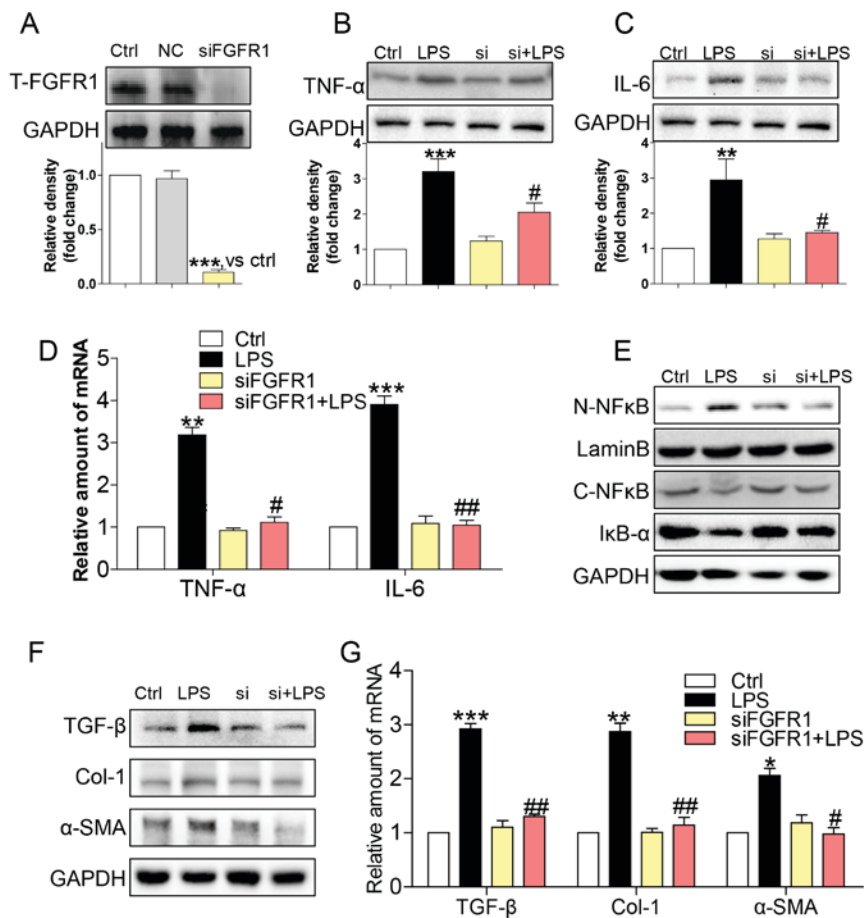 A
Ctrl NC siFGFR1
T-FGFR1
GAPDH
Relative density
(fold change)
1.0
0.5
0.0
***, vs ctrl
B
Ctrl LPS si si+LPS
TNF-α
GAPDH
Relative density
(fold change)
4
3
2
1
0
***
#
C
Ctrl LPS si si+LPS
IL-6
GAPDH
Relative density
(fold change)
4
3
2
1
0
**
#
D
Relative amount of mRNA
5
4
3
2
1
0
Ctrl
LPS
siFGFR1
siFGFR1+LPS
**
#
***
##
TNF-α IL-6
E
Ctrl LPS si si+LPS
N-NFκB
LaminB
C-NFκB
IκB-α
GAPDH
F
Ctrl LPS si si+LPS
TGF-β
Col-1
α-SMA
GAPDH
G
Relative amount of mRNA
4
3
2
1
0
Ctrl
LPS
siFGFR1
siFGFR1+LPS
***
##
**
##
*
#
TGF-β Col-1 α-SMA